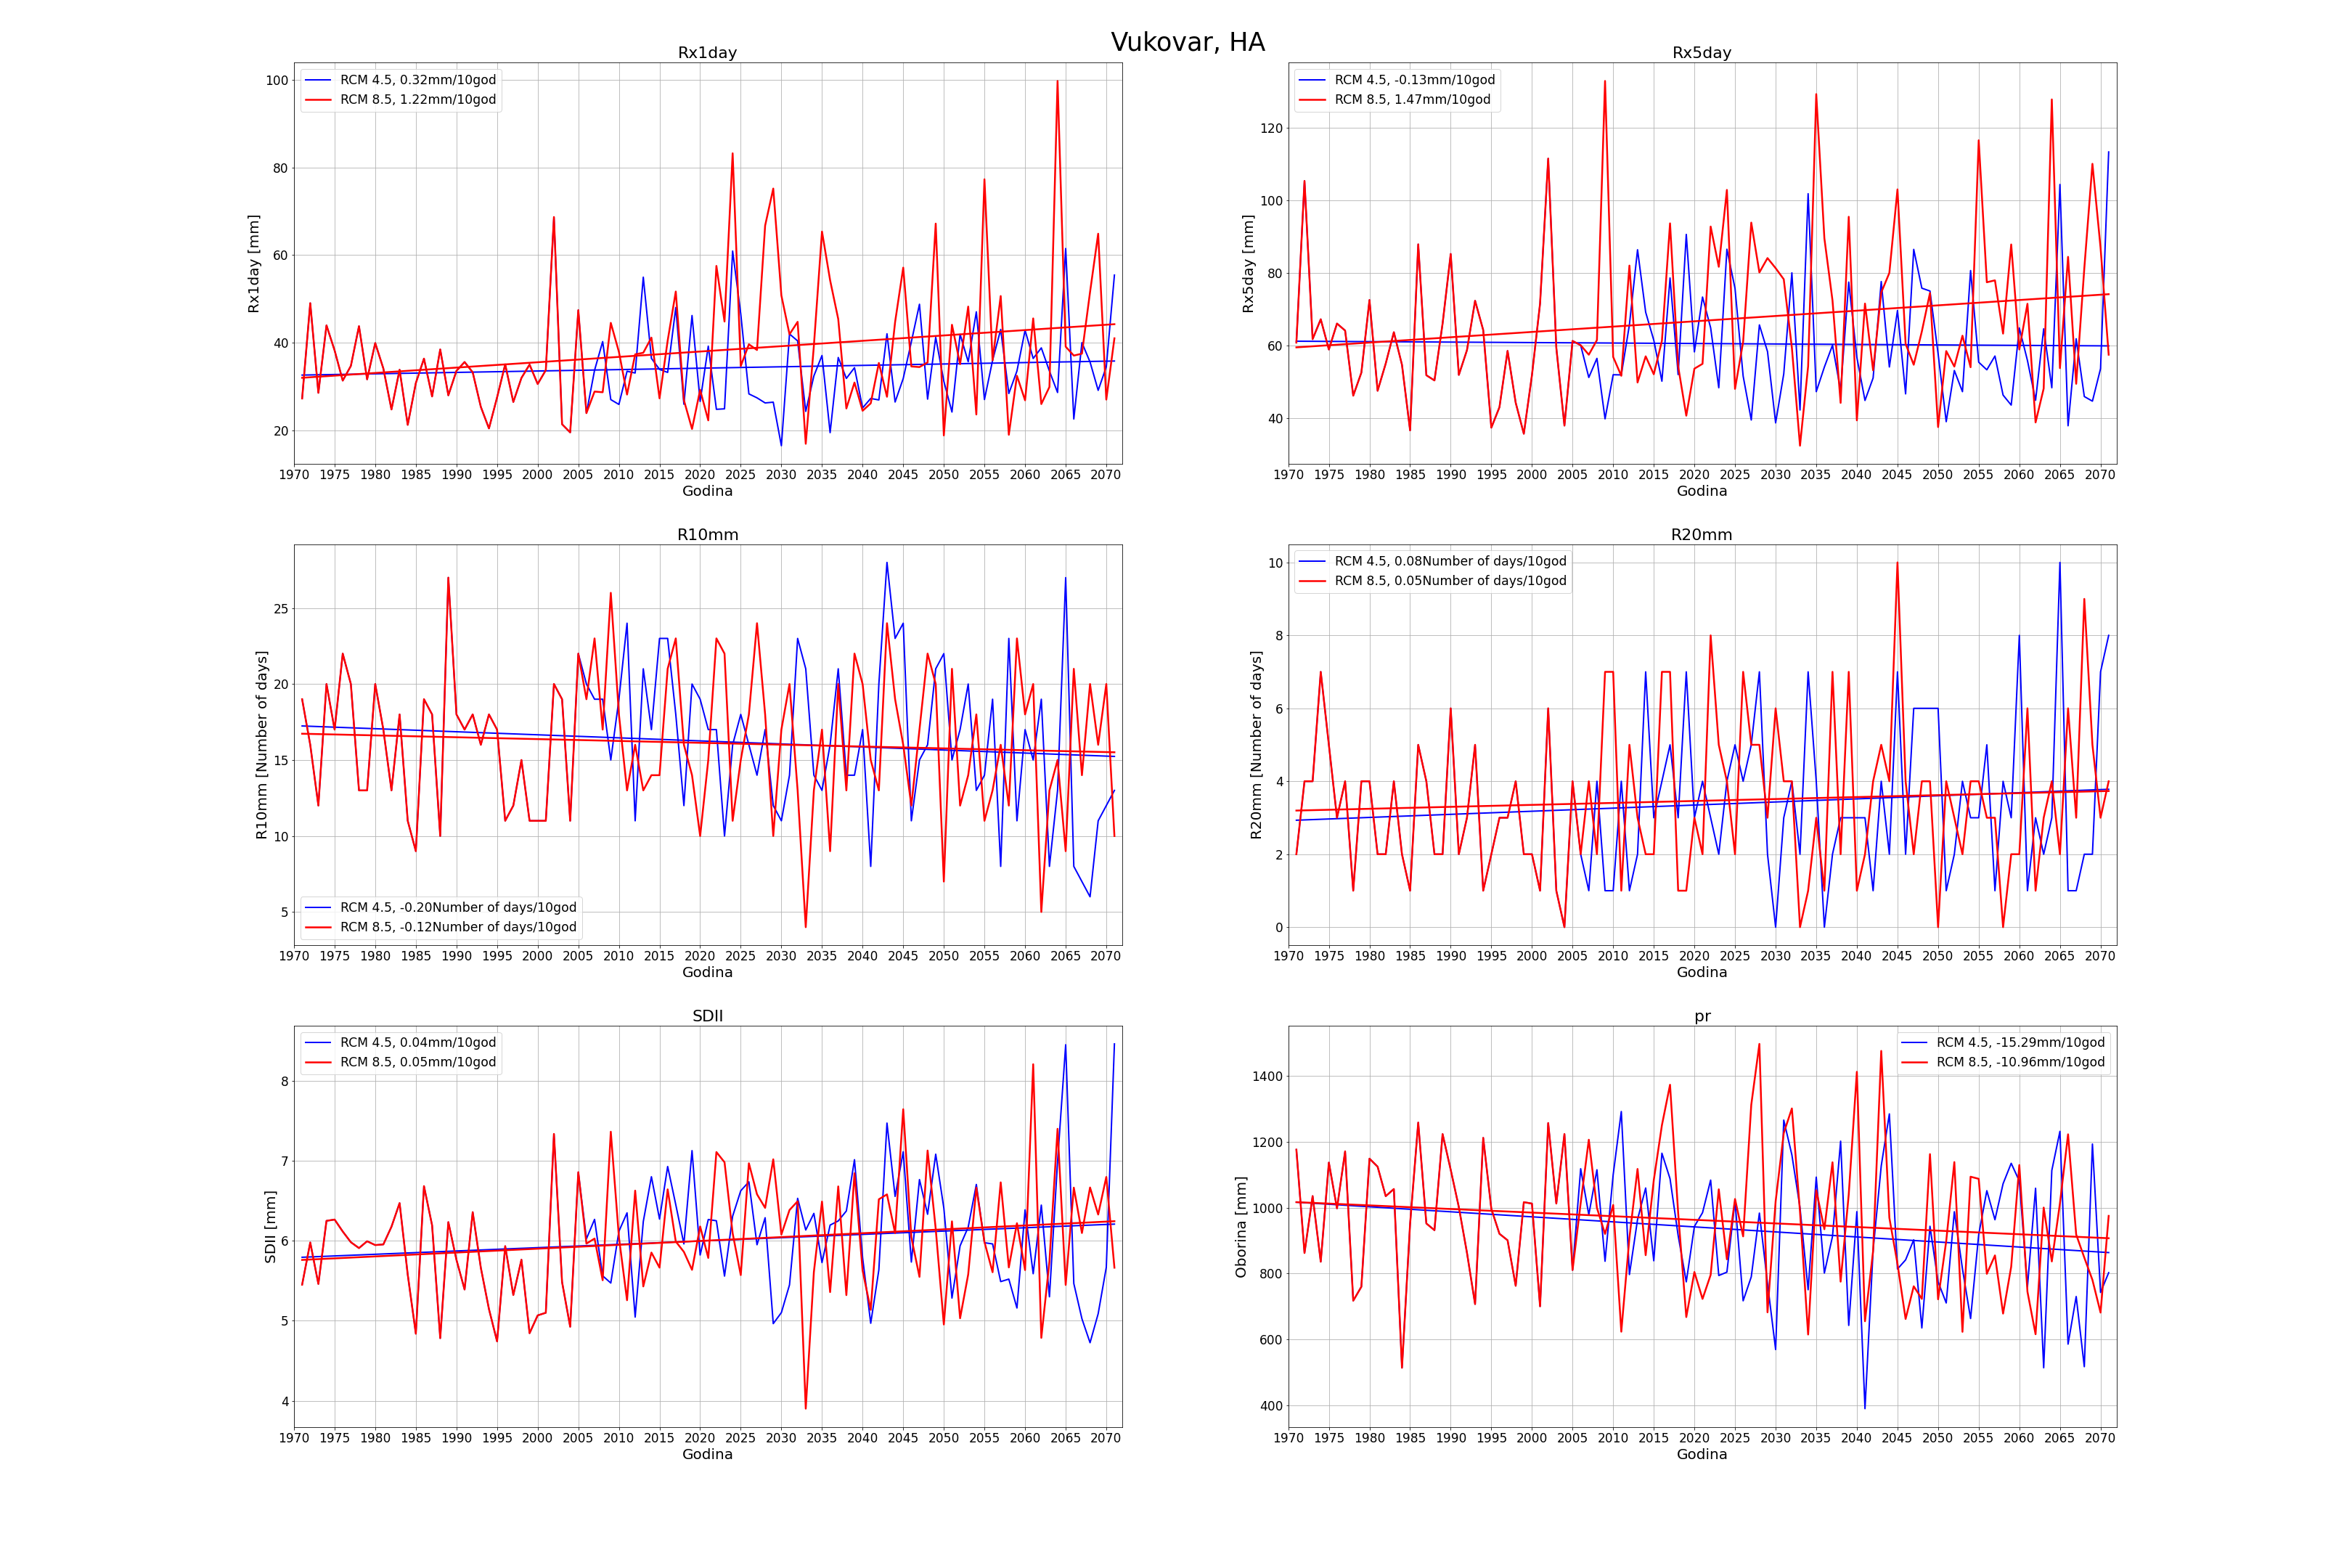 Vukovar, HA
Rx1day
RCM 4.5, 0.32mm/10god
RCM 8.5, 1.22mm/10god
Rx1day [mm]
100
80
60
40
20
1970 1975 1980 1985 1990 1995 2000 2005 2010 2015 2020 2025 2030 2035 2040 2045 2050 2055 2060 2065 2070
Godina
Rx5day
RCM 4.5, -0.13mm/10god
RCM 8.5, 1.47mm/10god
Rx5day [mm]
120
100
80
60
40
1970 1975 1980 1985 1990 1995 2000 2005 2010 2015 2020 2025 2030 2035 2040 2045 2050 2055 2060 2065 2070
Godina
R10mm
R10mm [Number of days]
25
20
15
10
5
RCM 4.5, -0.20Number of days/10god
RCM 8.5, -0.12Number of days/10god
1970 1975 1980 1985 1990 1995 2000 2005 2010 2015 2020 2025 2030 2035 2040 2045 2050 2055 2060 2065 2070
Godina
R20mm
RCM 4.5, 0.08Number of days/10god
RCM 8.5, 0.05Number of days/10god
R20mm [Number of days]
10
8
6
4
2
0
1970 1975 1980 1985 1990 1995 2000 2005 2010 2015 2020 2025 2030 2035 2040 2045 2050 2055 2060 2065 2070
Godina
SDII
RCM 4.5, 0.04mm/10god
RCM 8.5, 0.05mm/10god
SDII [mm]
8
7
6
5
4
1970 1975 1980 1985 1990 1995 2000 2005 2010 2015 2020 2025 2030 2035 2040 2045 2050 2055 2060 2065 2070
Godina
pr
RCM 4.5, -15.29mm/10god
RCM 8.5, -10.96mm/10god
Oborina [mm]
1400
1200
1000
800
600
400
1970 1975 1980 1985 1990 1995 2000 2005 2010 2015 2020 2025 2030 2035 2040 2045 2050 2055 2060 2065 2070
Godina